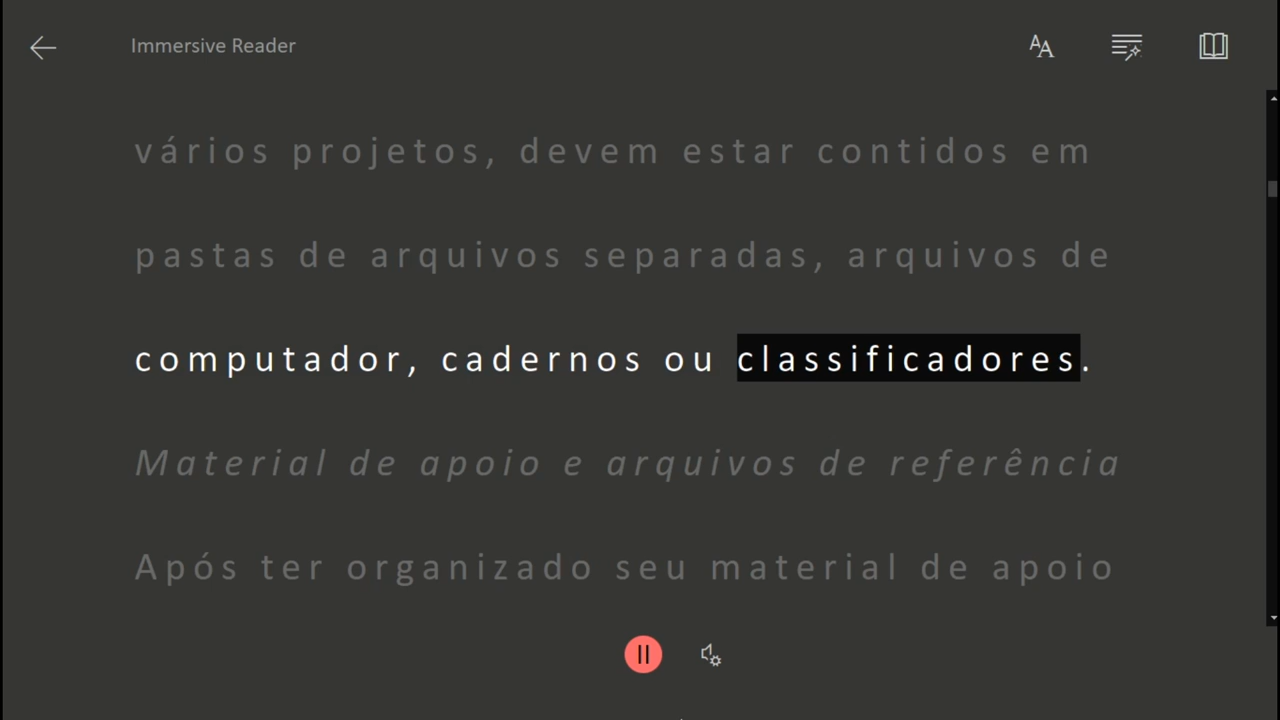 Immersive Reader
vários projetos, devem estar contidos em
pastas de arquivos separadas, arquivos de
computador, cadernos ou classificadores.
Material de apoio e arquivos de referência
Após ter organizado seu material de apoio